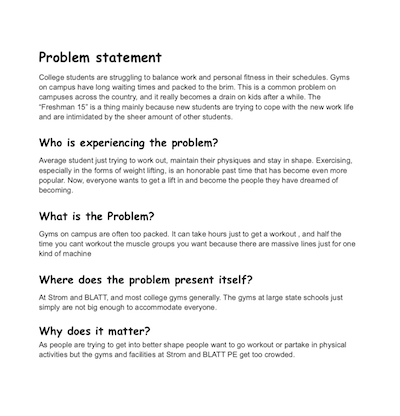 Problem statement
College students are struggling to balance work and personal fitness in their schedules. Gyms
on campus have long waiting times and packed to the brim. This is a common problem on
campuses across the country, and it really becomes a drain on kids after a while. The
“Freshman 15” is a thing mainly because new students are trying to cope with the new work life
and are intimidated by the sheer amount of other students.
Who is experiencing the problem?
Average student just trying to work out, maintain their physiques and stay in shape. Exercising,
especially in the forms of weight lifting, is an honorable past time that has become even more
popular. Now, everyone wants to get a lift in and become the people they have dreamed of
becoming.
What is the Problem?
Gyms on campus are often too packed. It can take hours just to get a workout , and half the
time you cant workout the muscle groups you want because there are massive lines just for one
kind of machine
Where does the problem present itself?
At Strom and BLATT, and most college gyms generally. The gyms at large state schools just
simply are not big enough to accommodate everyone.
Why does it matter?
As people are trying to get into better shape people want to go workout or partake in physical
activities but the gyms and facilities at Strom and BLATT PE get too crowded.